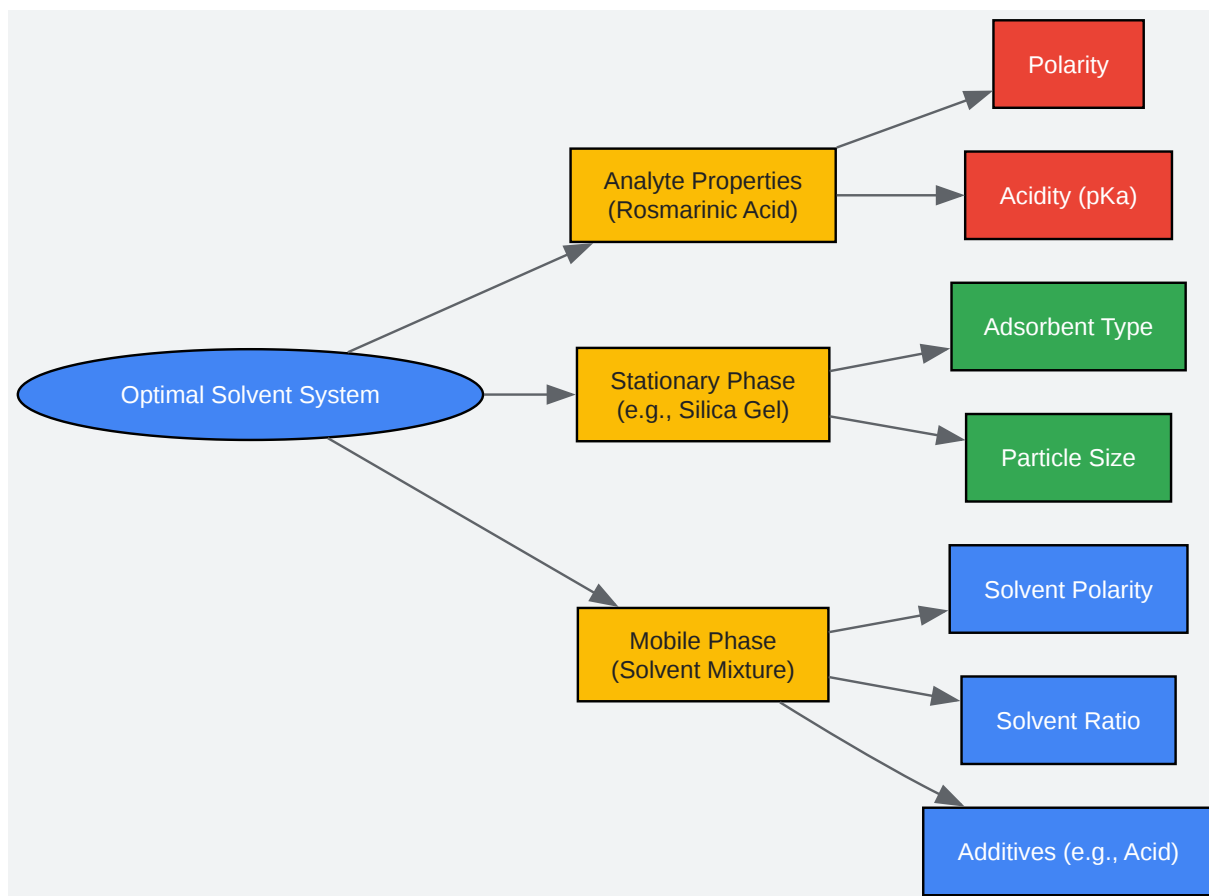 Optimal Solvent System
Analyte Properties
(Rosmarinic Acid)
Stationary Phase
(e.g., Silica Gel)
Mobile Phase
(Solvent Mixture)
Polarity
Acidity (pKa)
Adsorbent Type
Particle Size
Solvent Polarity
Solvent Ratio
Additives (e.g., Acid)